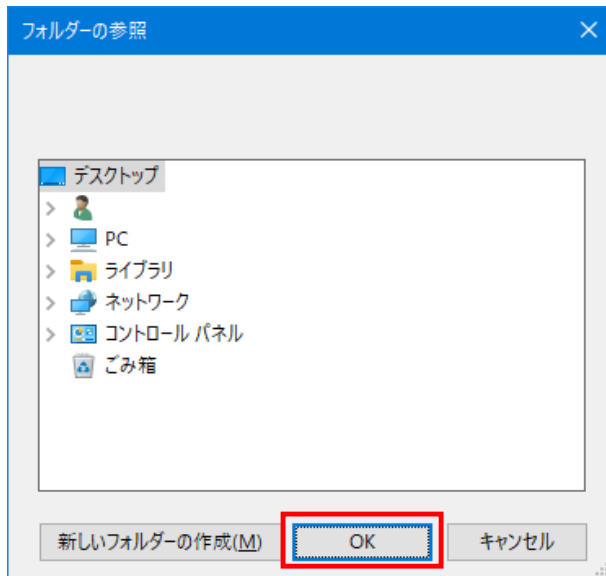 フォルダーの参照
デスクトップ
PC
ライブラリ
ネットワーク
コントロール パネル
ごみ箱
新しいフォルダーの作成(M) OK キャンセル